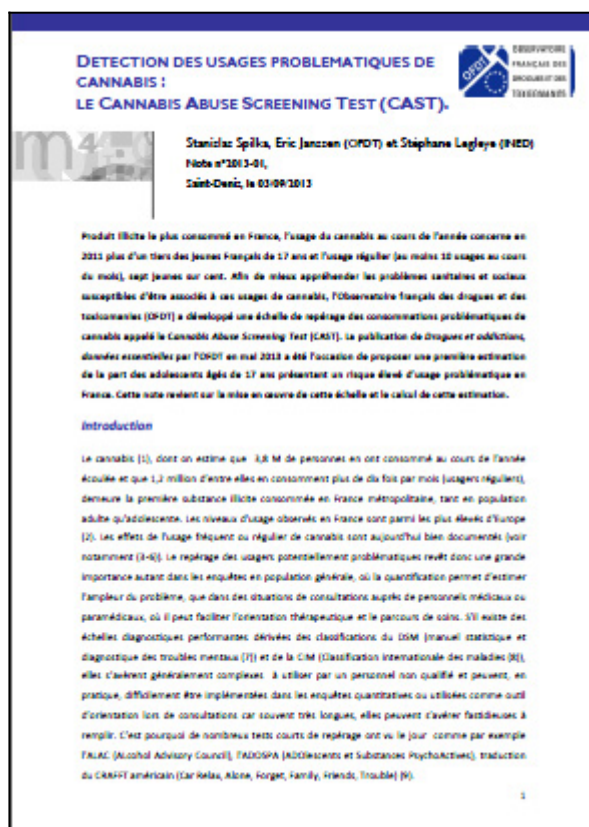 DETECTION DES USAGES PROBLEMATIQUES DE
CANNABIS :
LE CANNABIS ABUSE SCREENING TEST (CAST).
OFDT
OBSERVATOIRE
FRANÇAIS DES
DROGUES ET DES
TOXICOMANIES
Stanislas Spilka, Eric Janssen (OFDT) et Stéphane Legleye (INED)
Note n°2013-01,
Saint-Denis, le 03/09/2013
Produit illicite le plus consommé en France, l'usage du cannabis au cours de l'année concerne en
2011 plus d'un tiers des jeunes Français de 17 ans et l'usage régulier (au moins 10 usages au cours
du mois), sept jeunes sur cent. Afin de mieux appréhender les problèmes sanitaires et sociaux
susceptibles d'être associés à ces usages de cannabis, l'Observatoire français des drogues et des
toxicomanies (OFDT) a développé une échelle de repérage des consommations problématiques de
cannabis appelé le Cannabis Abuse Screening Test (CAST). La publication de Drogues et addictions,
données essentielles par l'OFDT en mai 2013 a été l'occasion de proposer une première estimation
de la part des adolescents âgés de 17 ans présentant un risque élevé d'usage problématique en
France. Cette note revient sur la mise en œuvre de cette échelle et le calcul de cette estimation.
Introduction
Le cannabis (1), dont on estime que 3,8 M de personnes en ont consommé au cours de l'année
écoulée et que 1,2 million d'entre elles en consomment plus de dix fois par mois (usagers réguliers),
demeure la première substance illicite consommée en France métropolitaine, tant en population
adulte qu'adolescente. Les niveaux d'usage observés en France sont parmi les plus élevés d'Europe
(2). Les effets de l'usage fréquent ou régulier de cannabis sont aujourd'hui bien documentés (voir
notamment (3-6)). Le repérage des usagers potentiellement problématiques revêt donc une grande
importance autant dans les enquêtes en population générale, où la quantification permet d'estimer
l'ampleur du problème, que dans des situations de consultations auprès de personnels médicaux ou
paramédicaux, où il peut faciliter l'orientation thérapeutique et le parcours de soins. S'il existe des
échelles diagnostiques performantes dérivées des classifications du DSM (manuel statistique et
diagnostique des troubles mentaux (7)) et de la CIM (Classification internationale des maladies (8)),
elles s'avèrent généralement complexes à utiliser par un personnel non qualifié et peuvent, en
pratique, difficilement être implémentées dans les enquêtes quantitatives ou utilisées comme outil
d'orientation lors de consultations car souvent très longues, elles peuvent s'avérer fastidieuses à
remplir. C'est pourquoi de nombreux tests courts de repérage ont vu le jour comme par exemple
l'ALAC (ALcohol Advisory Council), l'ADOSPA (ADOlescents et Substances PsychoActives), traduction
du CRAFFT américain (Car Relax, Alone, Forget, Family, Friends, Trouble) (9).
1